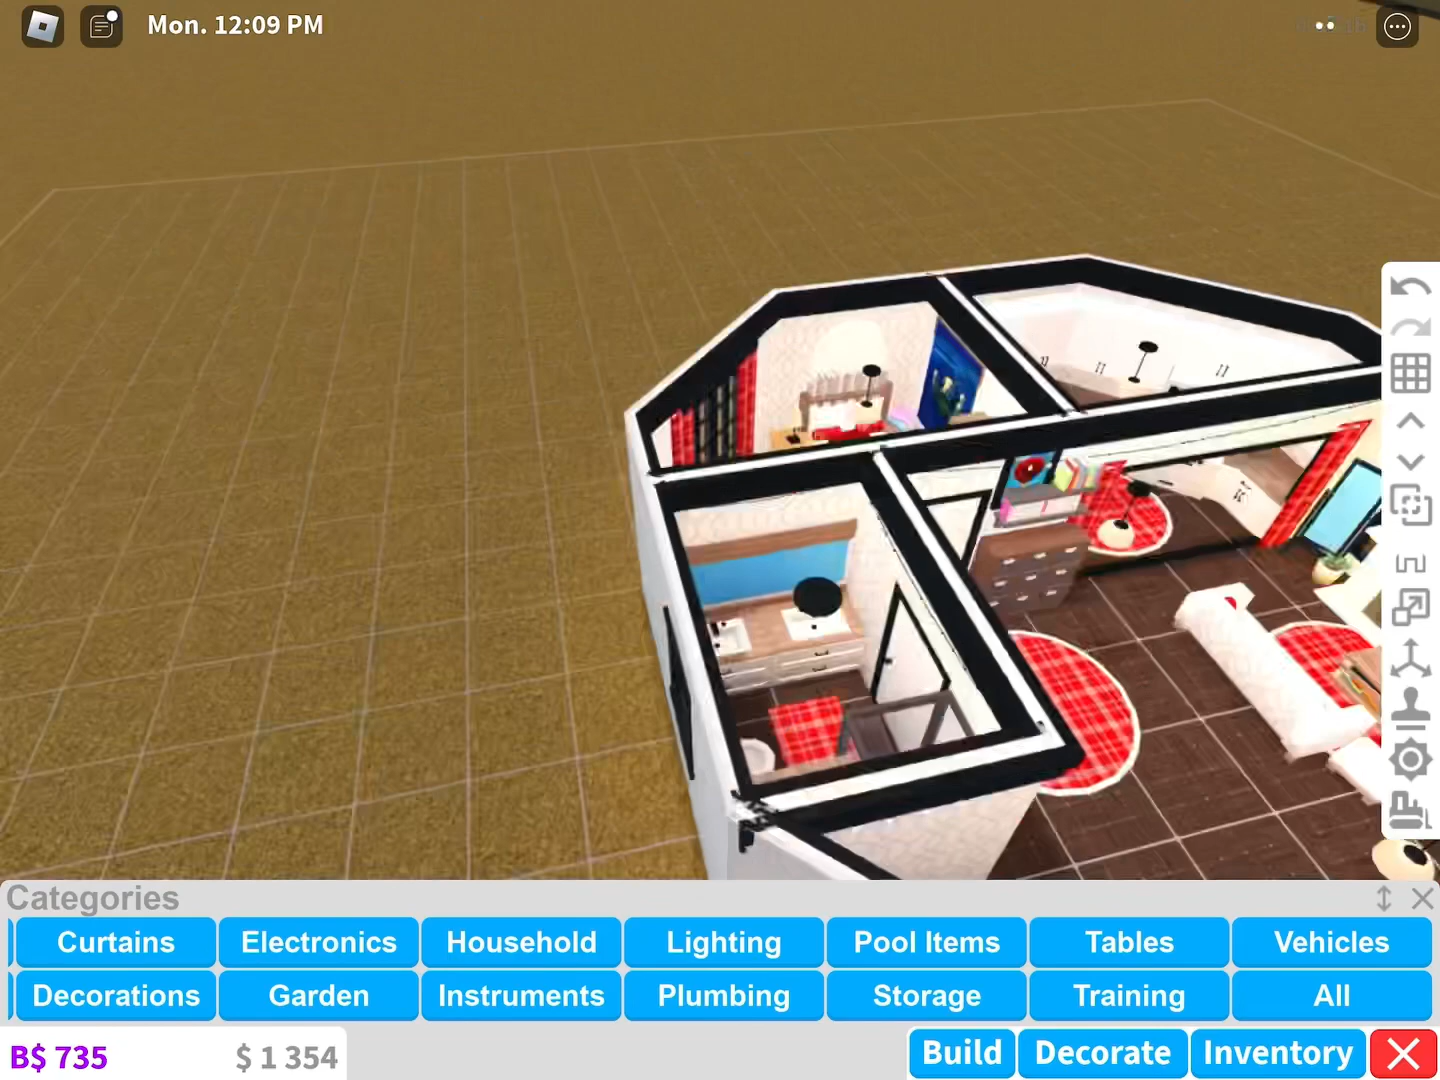 Mon. 12:09 PM
Categories
Curtains Electronics Household Lighting Pool Items Tables Vehicles
Decorations Garden Instruments Plumbing Storage Training All
B$ 735 $ 1 354 Build Decorate Inventory